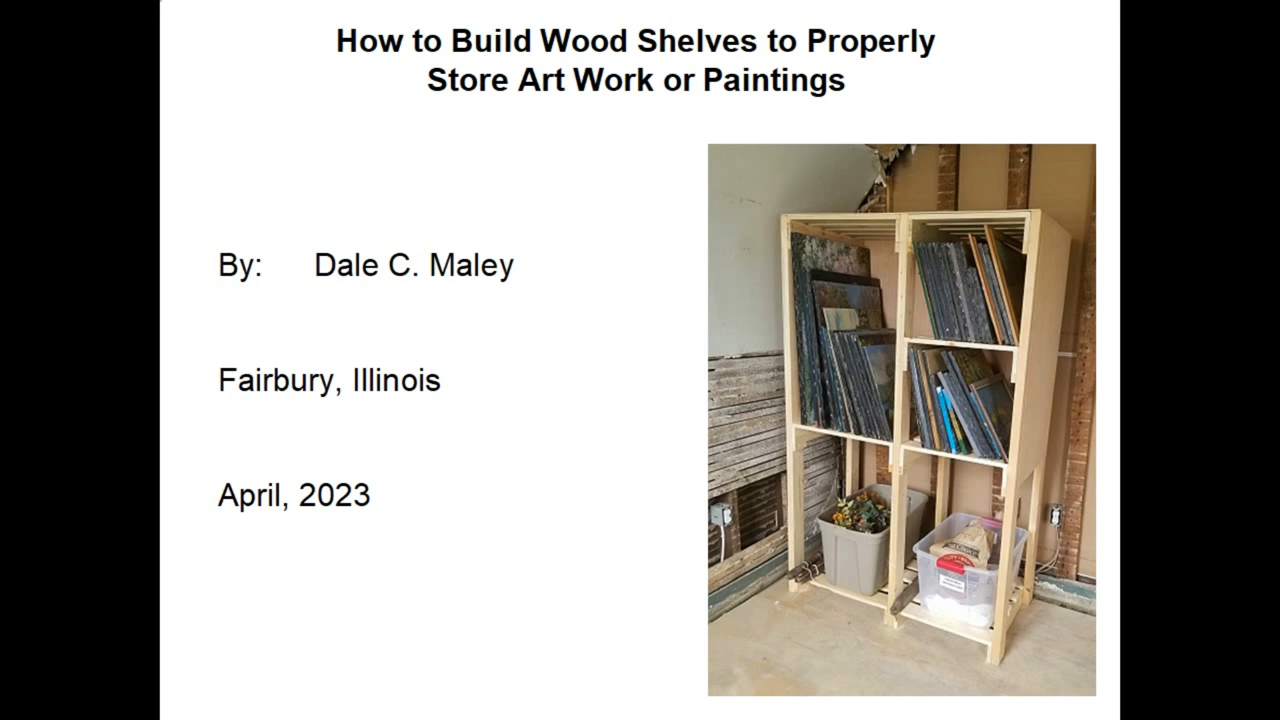 How to Build Wood Shelves to Properly
Store Art Work or Paintings
By: Dale C. Maley
Fairbury, Illinois
April, 2023